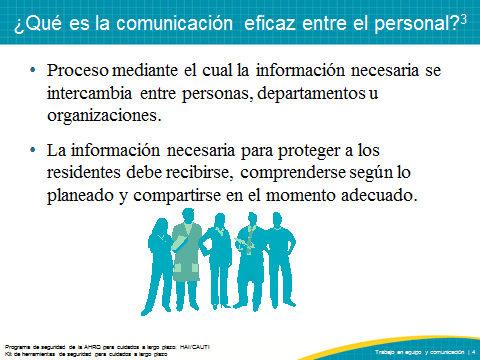 ¿Qué es la comunicación eficaz entre el personal?3
• Proceso mediante el cual la información necesaria se
intercambia entre personas, departamentos u
organizaciones.
• La información necesaria para proteger a los
residentes debe recibirse, comprenderse según lo
planeado y compartirse en el momento adecuado.
Programa de seguridad de la AHRQ para cuidados a largo plazo: HAI/CAUTI
Kit de herramientas de seguridad para cuidados a largo plazo
Trabajo en equipo y comunicación | 4